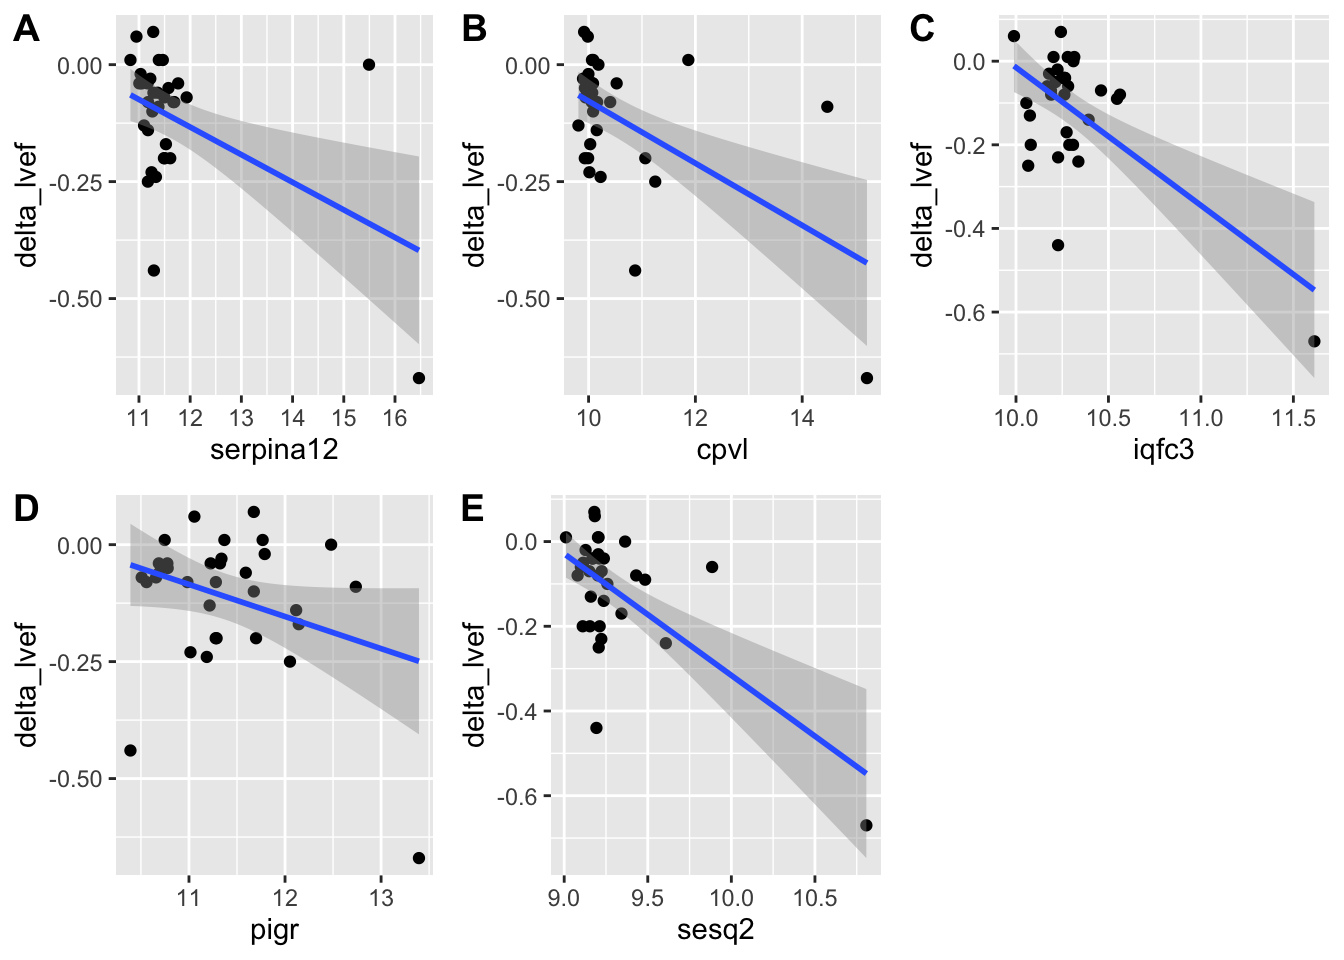 A
delta_lvef
0.00
-0.25
-0.50
11 12 13 14 15 16
serpina12
B
delta_lvef
0.00
-0.25
-0.50
10 12 14
cpvl
C
delta_lvef
0.0
-0.2
-0.4
-0.6
10.0 10.5 11.0 11.5
iqfc3
D
delta_lvef
0.00
-0.25
-0.50
11 12 13
pigr
E
delta_lvef
0.0
-0.2
-0.4
-0.6
9.0 9.5 10.0 10.5
sesq2